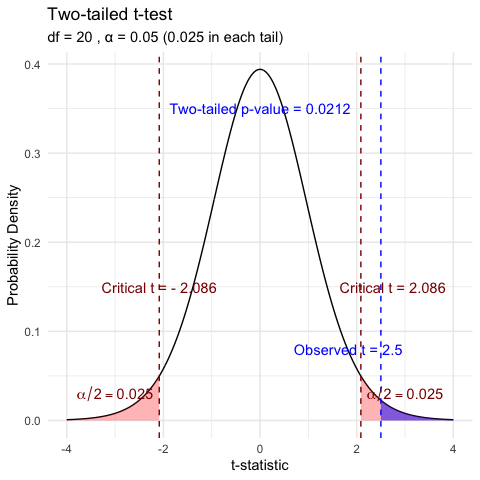 Two-tailed t-test
df = 20 , α = 0.05 (0.025 in each tail)
0.4
Two-tailed p-value = 0.0212
0.3
Probability Density
0.2
Critical t = - 2.086
Critical t = 2.086
0.1
Observed t = 2.5
α/2 = 0.025
α/2 = 0.025
0.0
-4
-2
0
2
4
t-statistic